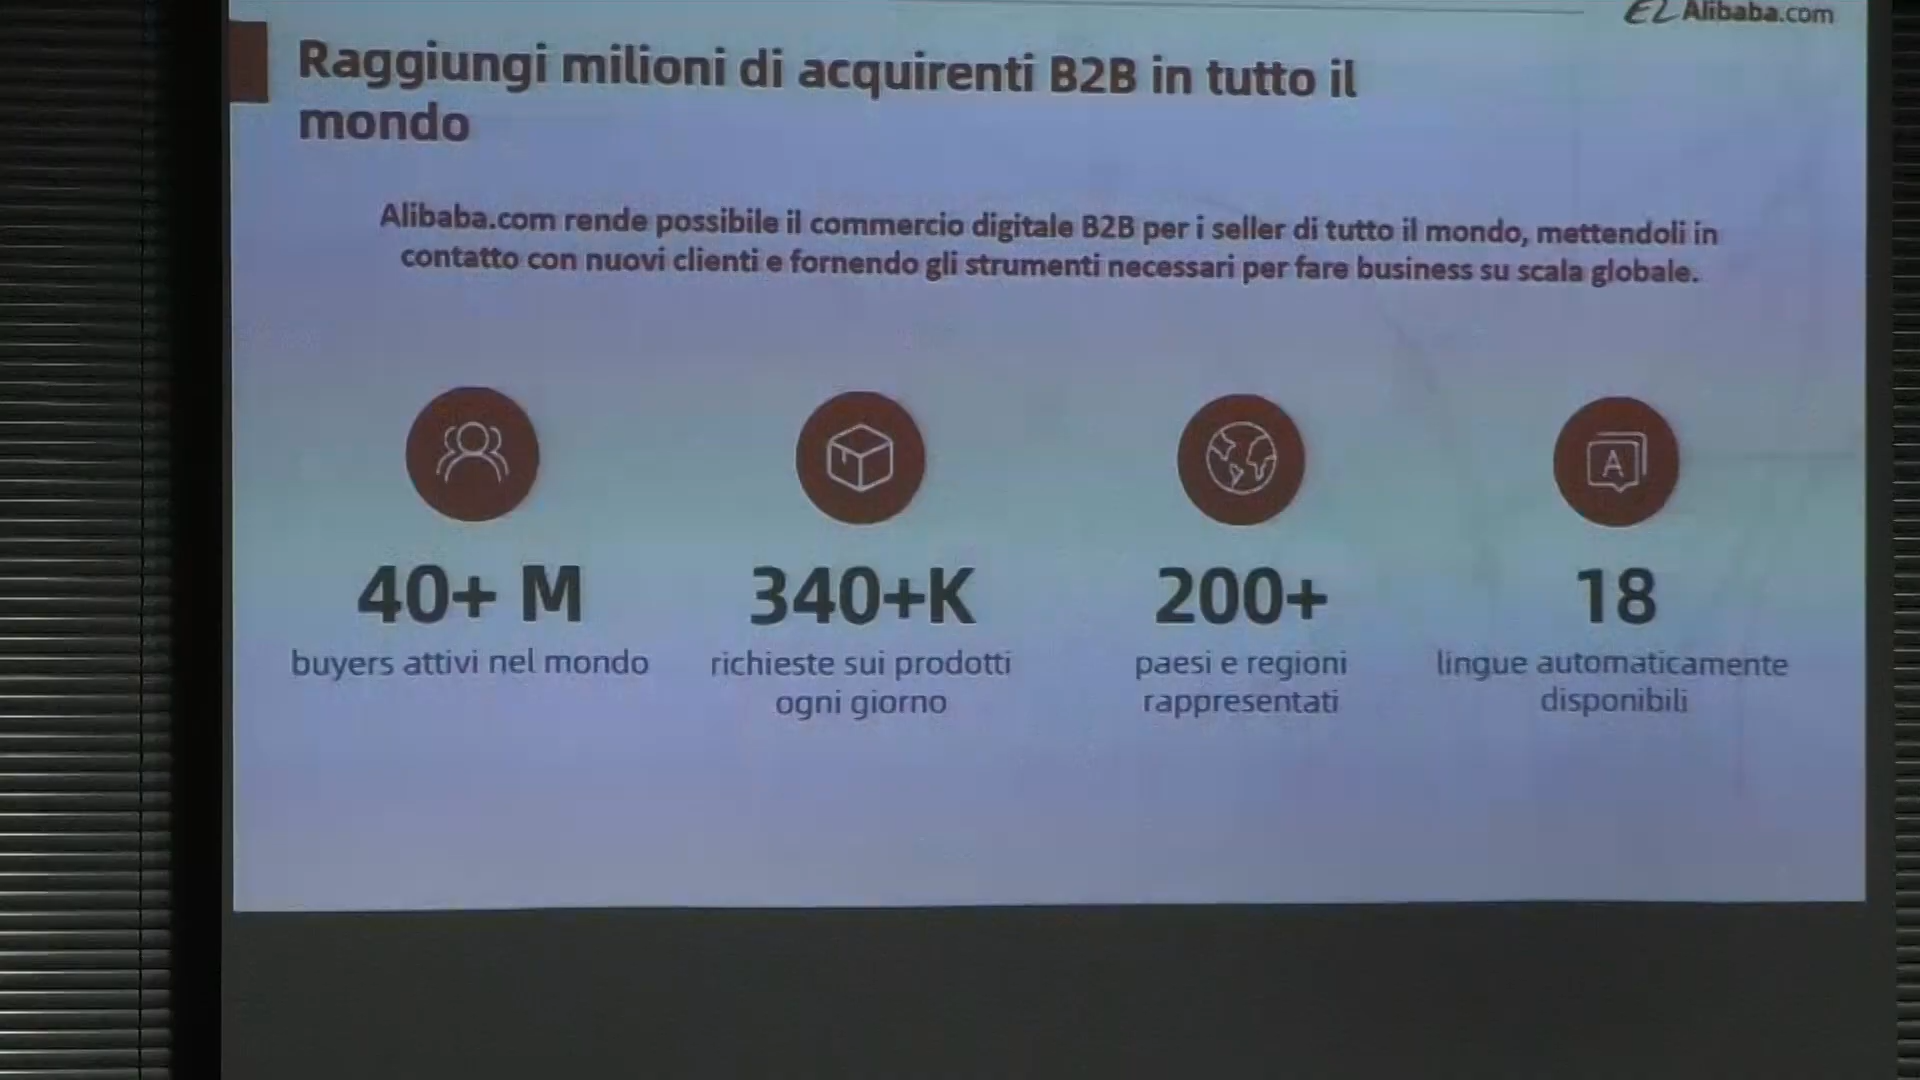 Alibaba.com
Raggiungi milioni di acquirenti B2B in tutto il
mondo
Alibaba.com rende possibile il commercio digitale B2B per i seller di tutto il mondo, mettendoli in
contatto con nuovi clienti e fornendo gli strumenti necessari per fare business su scala globale.
A
40+ M
buyers attivi nel mondo
340+K
richieste sui prodotti
ogni giorno
200+
paesi e regioni
rappresentati
18
lingue automaticamente
disponibili